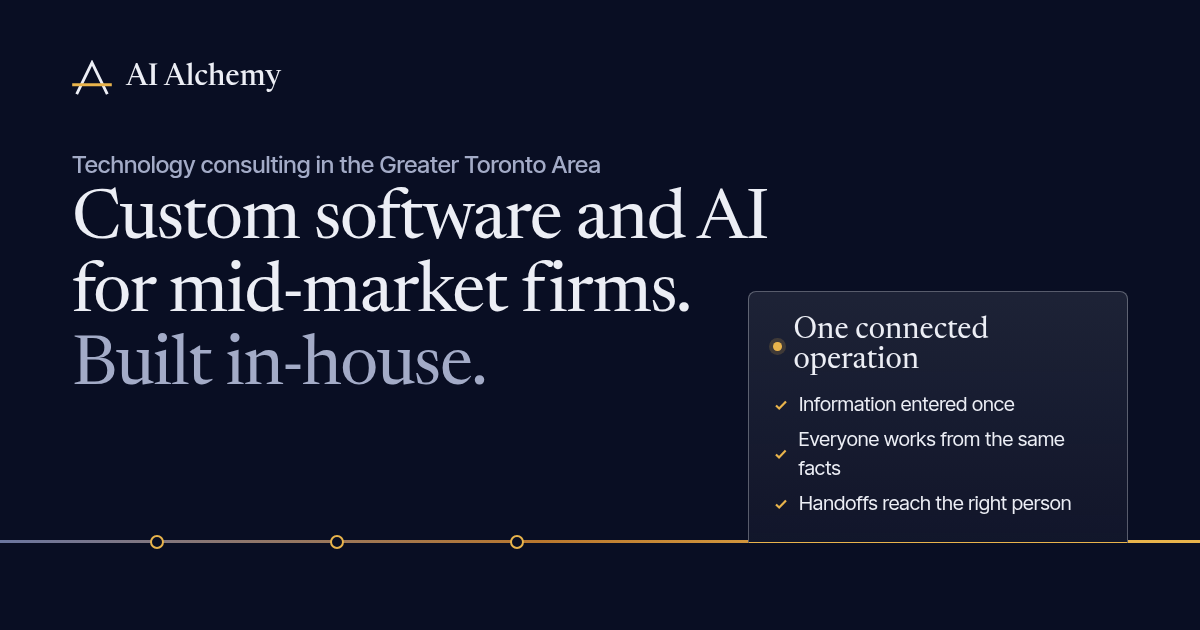 AI Alchemy
Technology consulting in the Greater Toronto Area
Custom software and AI
for mid-market firms.
Built in-house.
One connected
operation
Information entered once
Everyone works from the same
facts
Handoffs reach the right person